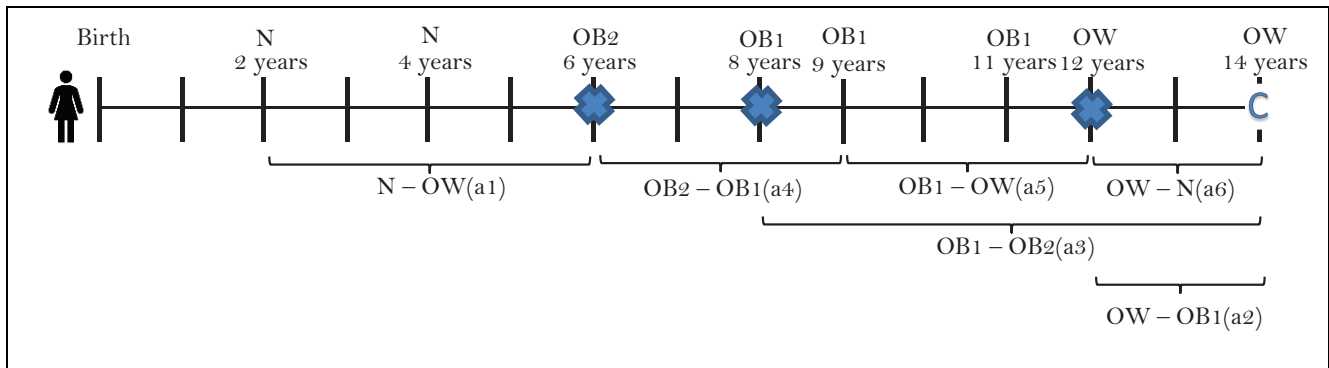 Birth
N
2 years
N
4 years
OB2
6 years
OB1
8 years
OB1
9 years
OB1
11 years
OW
12 years
OW
14 years
C
N – OW(a1)
OB2 – OB1(a4)
OB1 – OW(a5)
OW – N(a6)
OB1 – OB2(a3)
OW – OB1(a2)